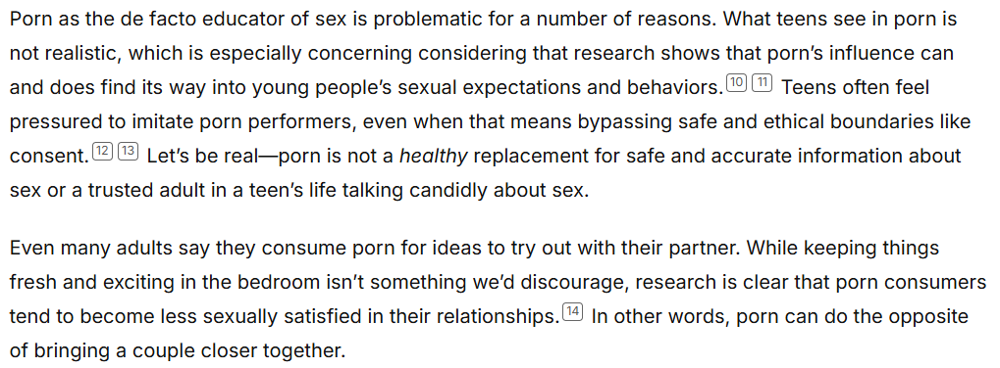 Porn as the de facto educator of sex is problematic for a number of reasons. What teens see in porn is
not realistic, which is especially concerning considering that research shows that porn’s influence can
and does find its way into young people’s sexual expectations and behaviors. 10 11 Teens often feel
pressured to imitate porn performers, even when that means bypassing safe and ethical boundaries like
consent. 12 13 Let’s be real—porn is not a healthy replacement for safe and accurate information about
sex or a trusted adult in a teen’s life talking candidly about sex.
Even many adults say they consume porn for ideas to try out with their partner. While keeping things
fresh and exciting in the bedroom isn’t something we’d discourage, research is clear that porn consumers
tend to become less sexually satisfied in their relationships. 14 In other words, porn can do the opposite
of bringing a couple closer together.